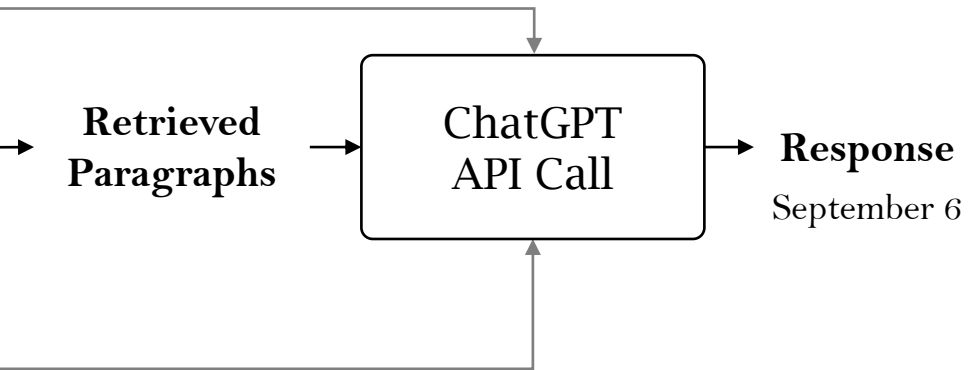 Retrieved
Paragraphs
ChatGPT
API Call
Response
September 6